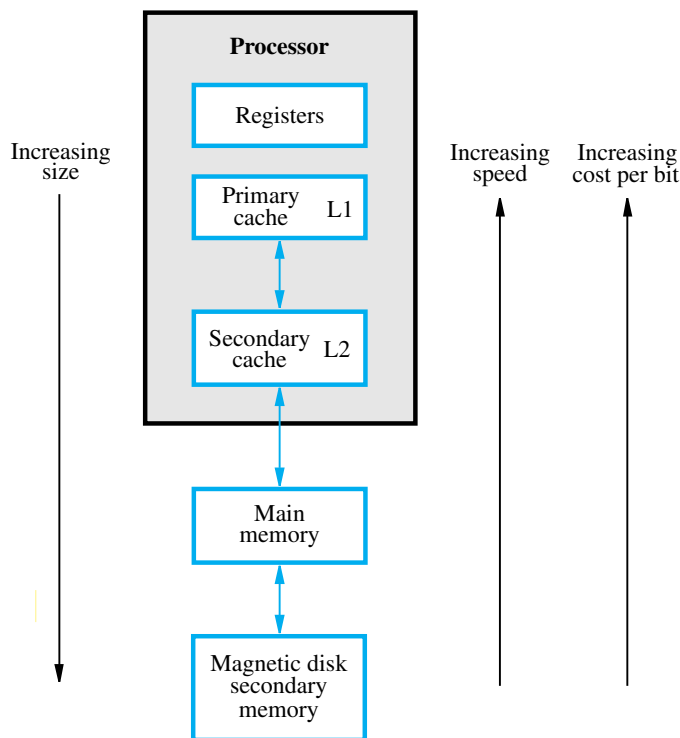 Processor
Registers
Increasing
size
Increasing
speed
Increasing
cost per bit
Primary
cache L1
Secondary
cache L2
Main
memory
Magnetic disk
secondary
memory